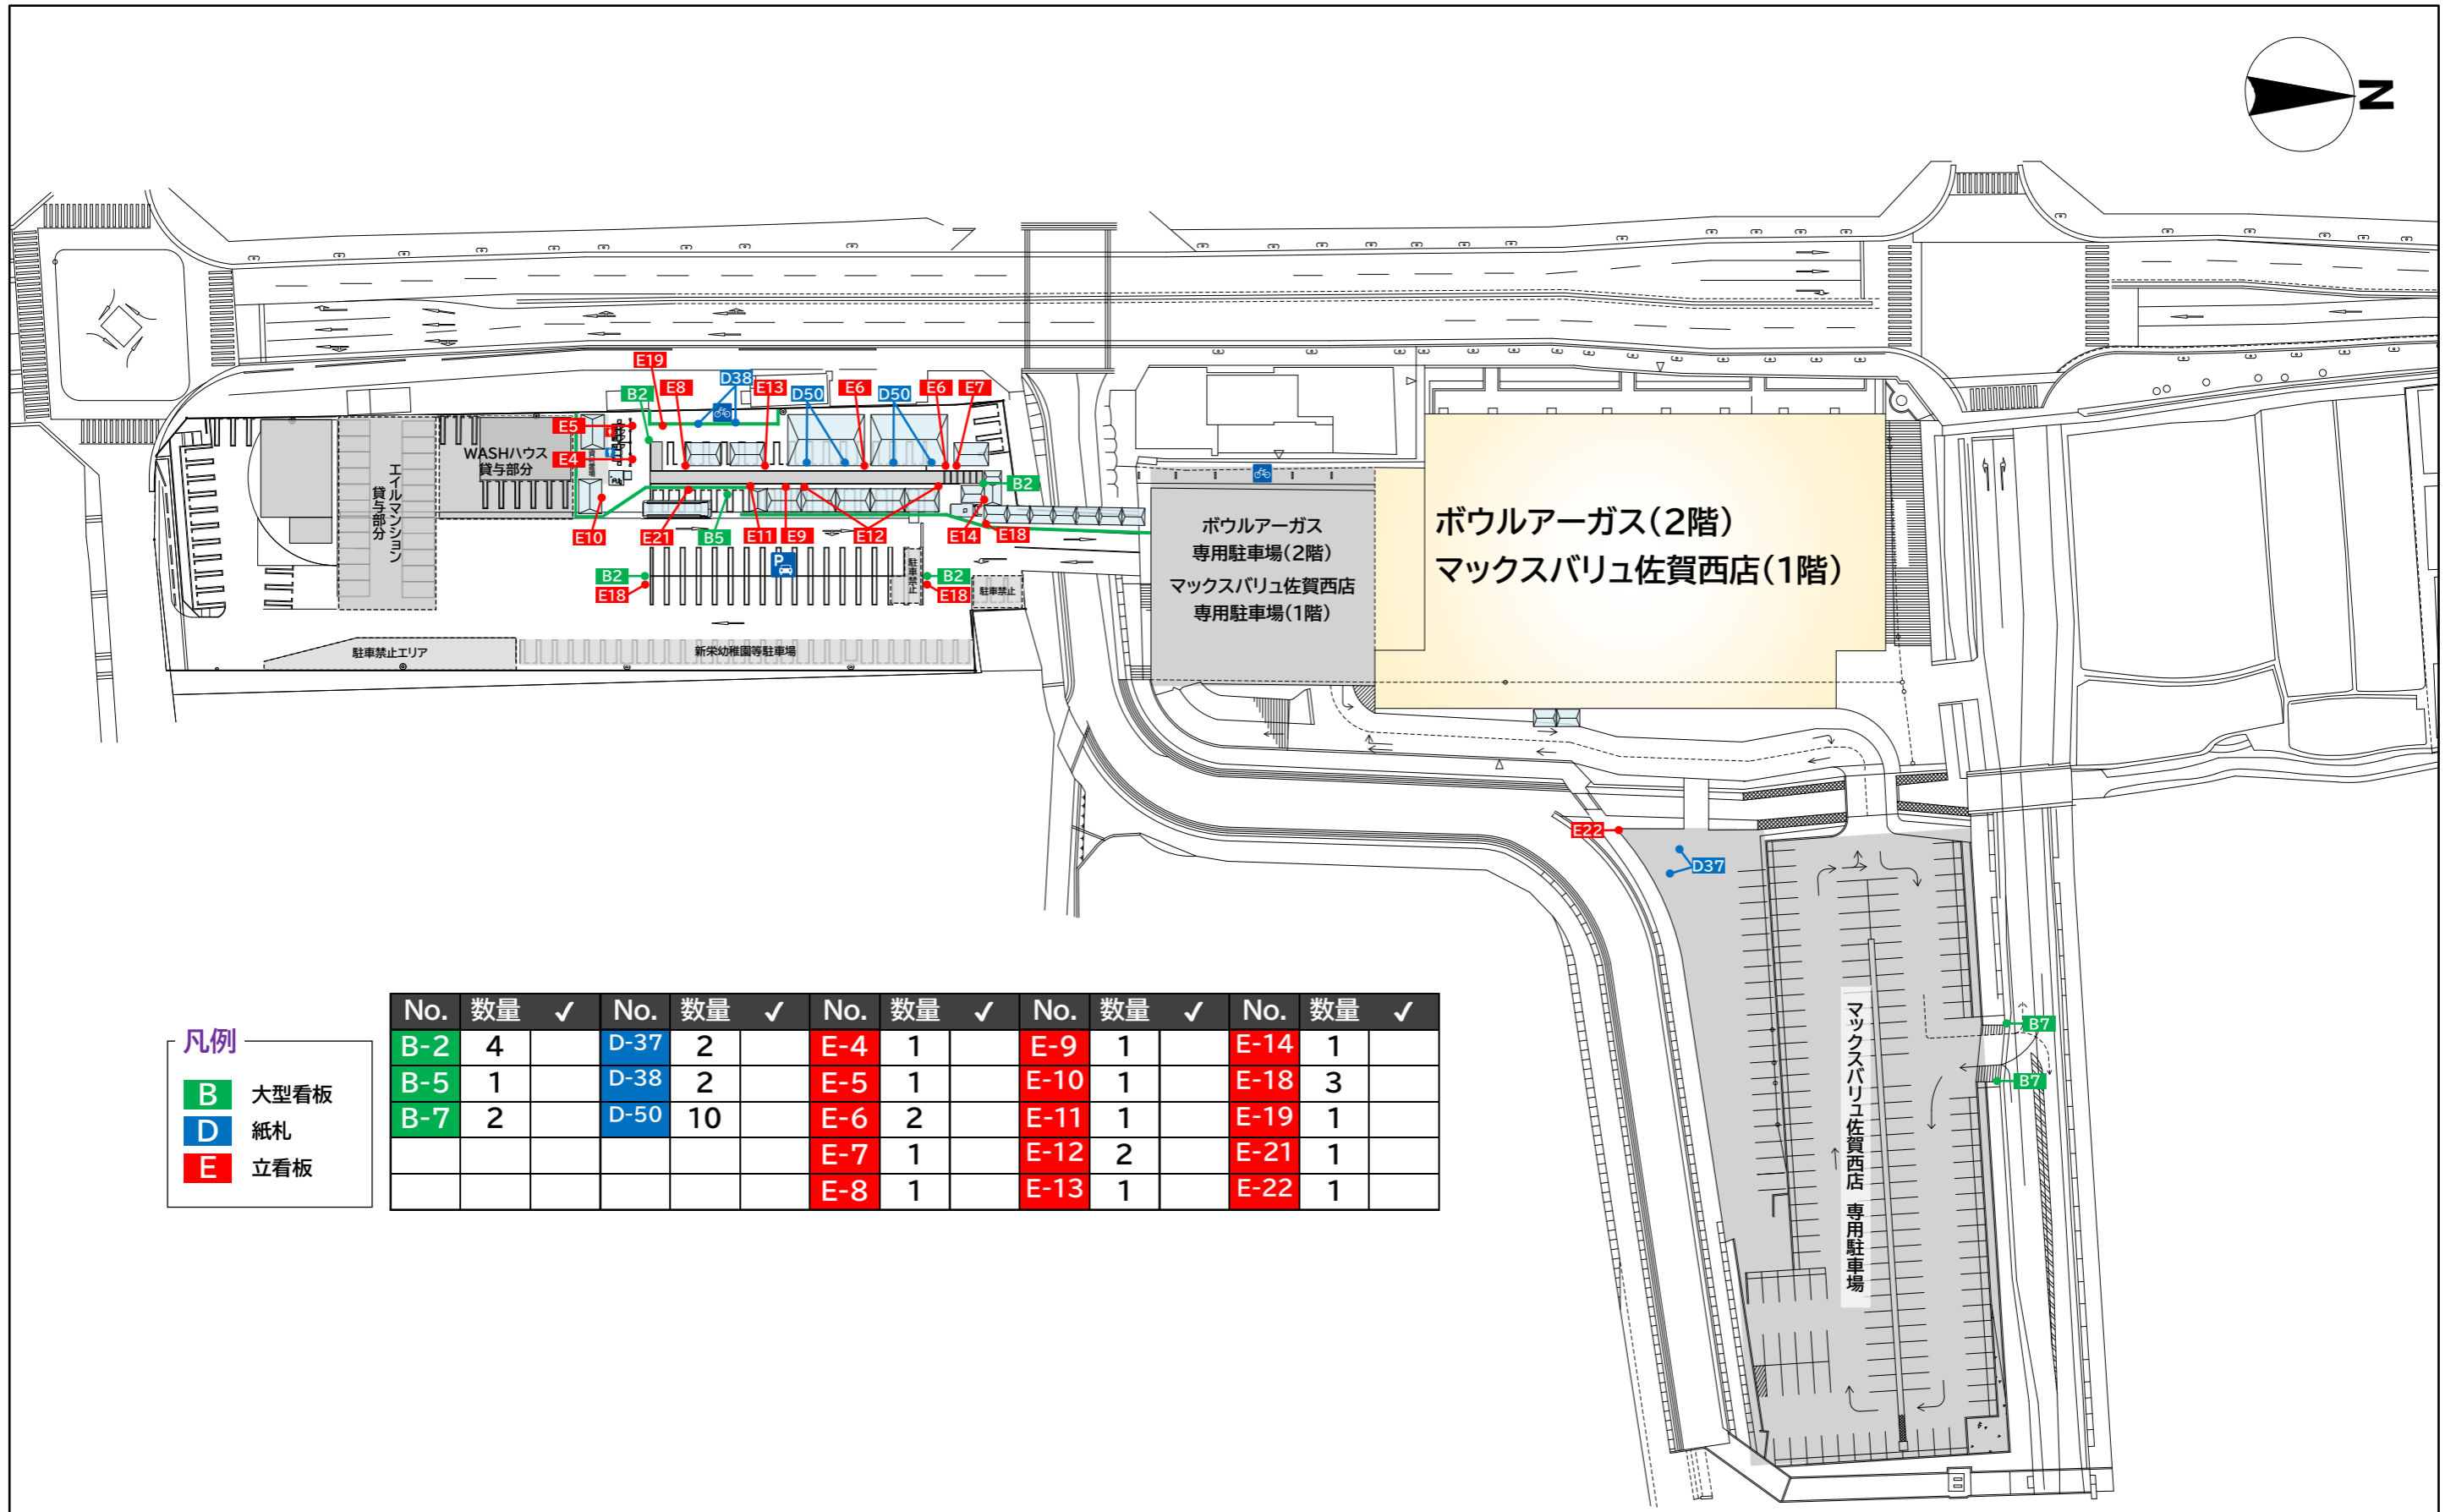 N
E19
E8
D38
E13
E6
E6
E7
B2
D50
D50
E5
E4
WASHハウス
貸与部分
エイルマンション
貸与部分
B2
E10
E21
B5
E11
E9
E12
E14
E18
P
B2
E18
B2
E18
駐車禁止
駐車禁止
駐車禁止エリア
新栄幼稚園等駐車場
ボウルアーガス
専用駐車場(2階)
マックスバリュ佐賀西店
専用駐車場(1階)
ボウルアーガス(2階)
マックスバリュ佐賀西店(1階)
E22
D37
B7
B7
マックスバリュ佐賀西店 専用駐車場
凡例
B 大型看板
D 紙札
E 立看板
No. 数量 ✓ No. 数量 ✓ No. 数量 ✓ No. 数量 ✓ No. 数量 ✓
B-2 4 D-37 2 E-4 1 E-9 1 E-14 1
B-5 1 D-38 2 E-5 1 E-10 1 E-18 3
B-7 2 D-50 10 E-6 2 E-11 1 E-19 1
E-7 1 E-12 2 E-21 1
E-8 1 E-13 1 E-22 1